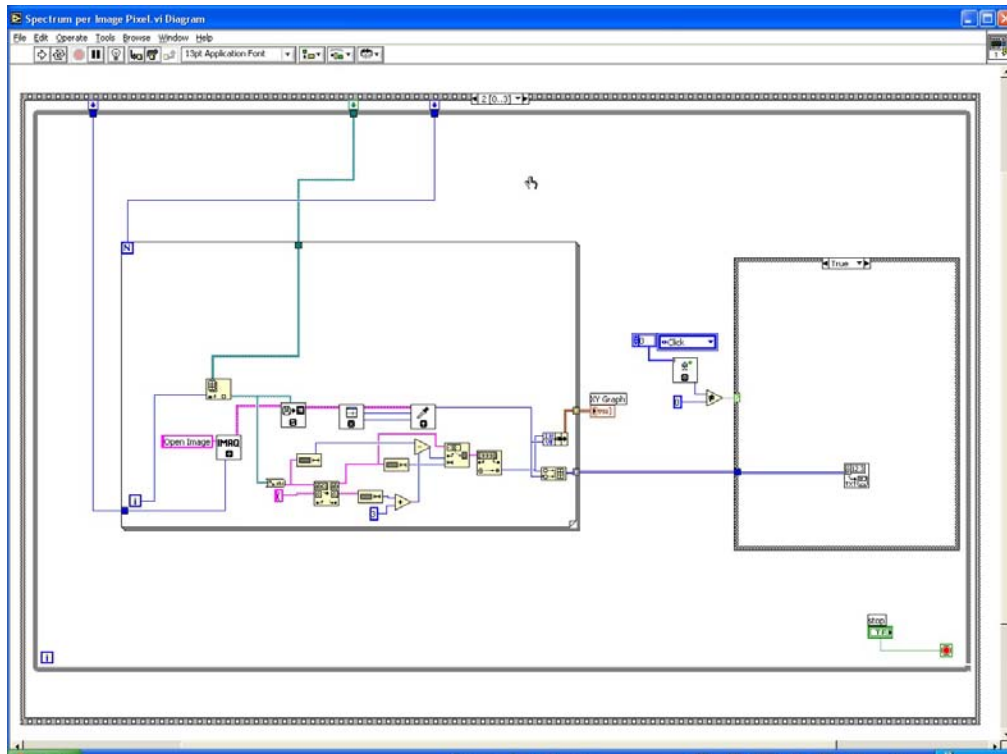 Spectrum per Image Pixel.vi Diagram
File Edit Operate Tools Browse Window Help
13pt Application Font
2 [0..3]
N
True
Click
XY Graph
Open Image
IMAQ
i
stop
TF
i